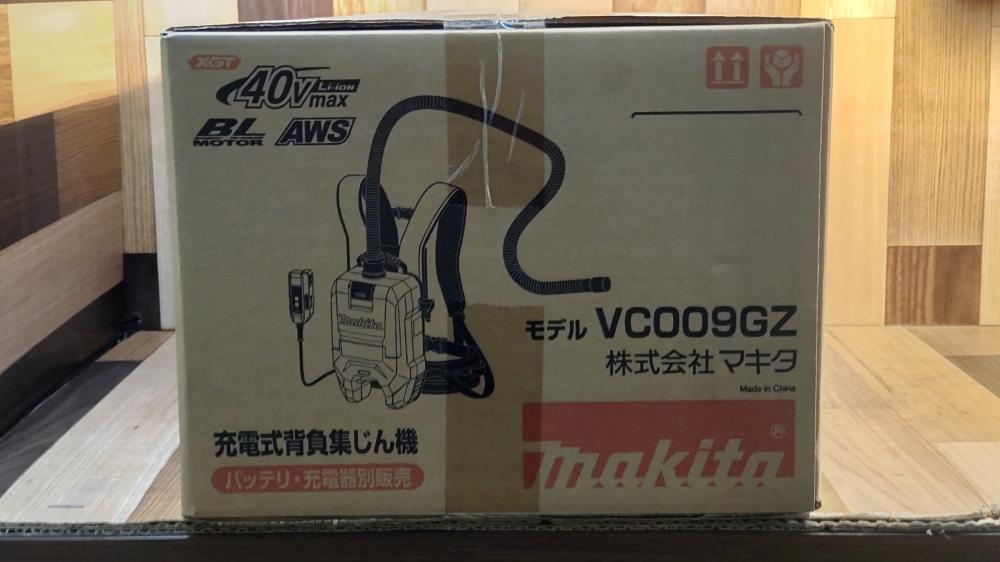 XGT
40Vmax Li-ion
BL MOTOR
AWS
makita
モデル VC009GZ
株式会社 マキタ
Made in China
充電式背負集じん機
バッテリ・充電器別販売
makita®